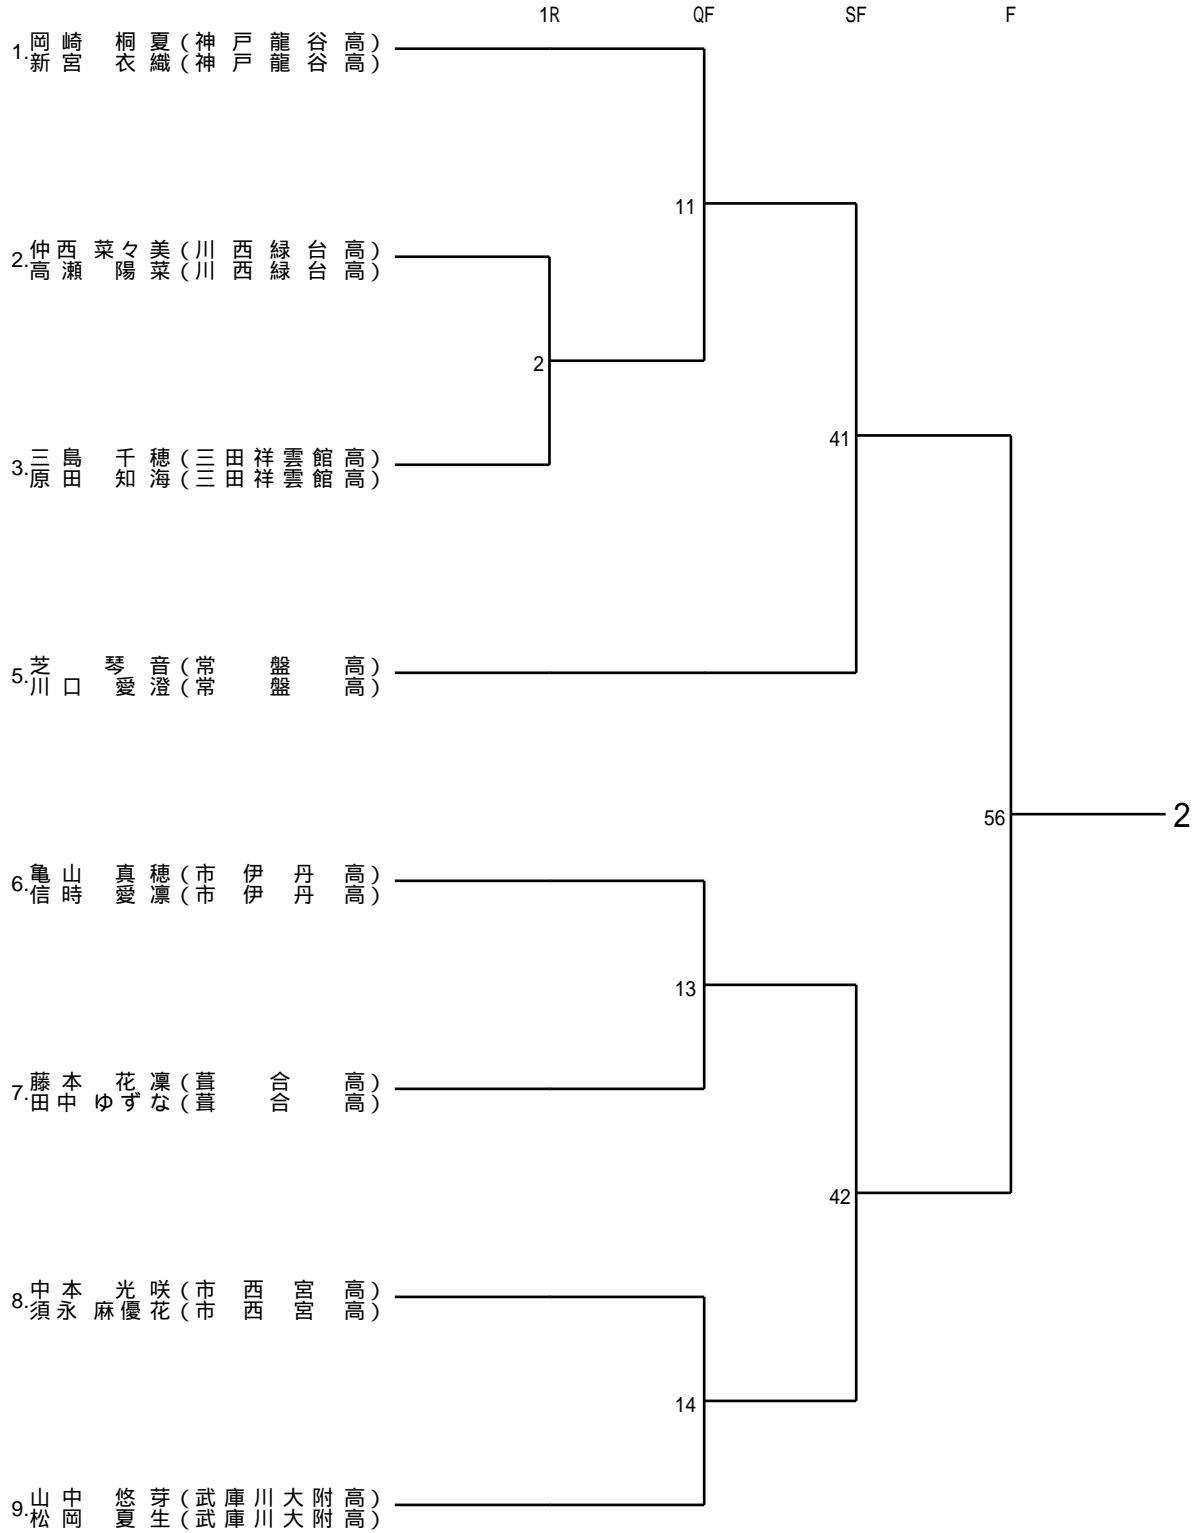 1R QF SF F
1. 岡崎 桐夏(神戸龍谷高)
新宮 衣織(神戸龍谷高)
11
2. 仲西 菜々美(川西緑台高)
高瀬 陽菜(川西緑台高)
2
41
3. 三島 千穂(三田祥雲館高)
原田 知海(三田祥雲館高)
5. 芝 琴音(常盤高)
川口 愛澄(常盤高)
56 2
6. 亀山 真穂(市伊丹高)
信時 愛凛(市伊丹高)
13
7. 藤本 花凜(葺合高)
田中 ゆずな(葺合高)
42
8. 中本 光咲(市西宮高)
須永 麻優花(市西宮高)
14
9. 山中 悠芽(武庫川大附高)
松岡 夏生(武庫川大附高)